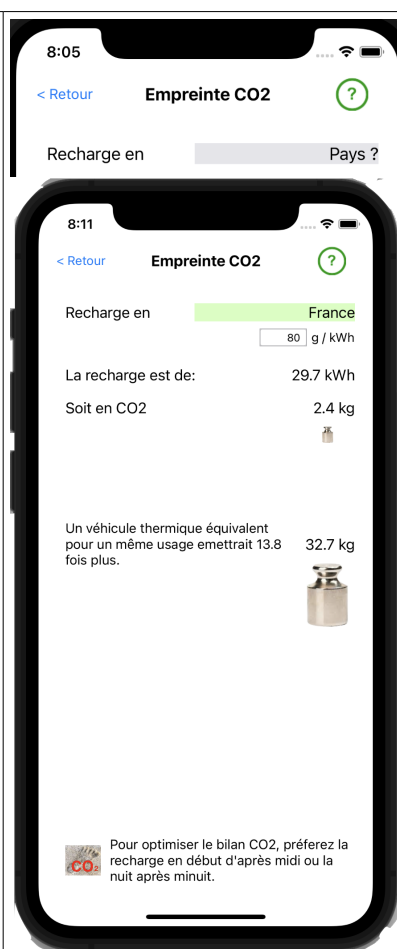 8:05
< Retour Empreinte CO2 ?
Recharge en Pays ?
8:11
< Retour Empreinte CO2 ?
Recharge en France
80 g / kWh
La recharge est de: 29.7 kWh
Soit en CO2 2.4 kg
Un véhicule thermique équivalent
pour un même usage emettrait 13.8 32.7 kg
fois plus.
Pour optimiser le bilan CO2, préferez la
CO2 recharge en début d'après midi ou la
nuit après minuit.